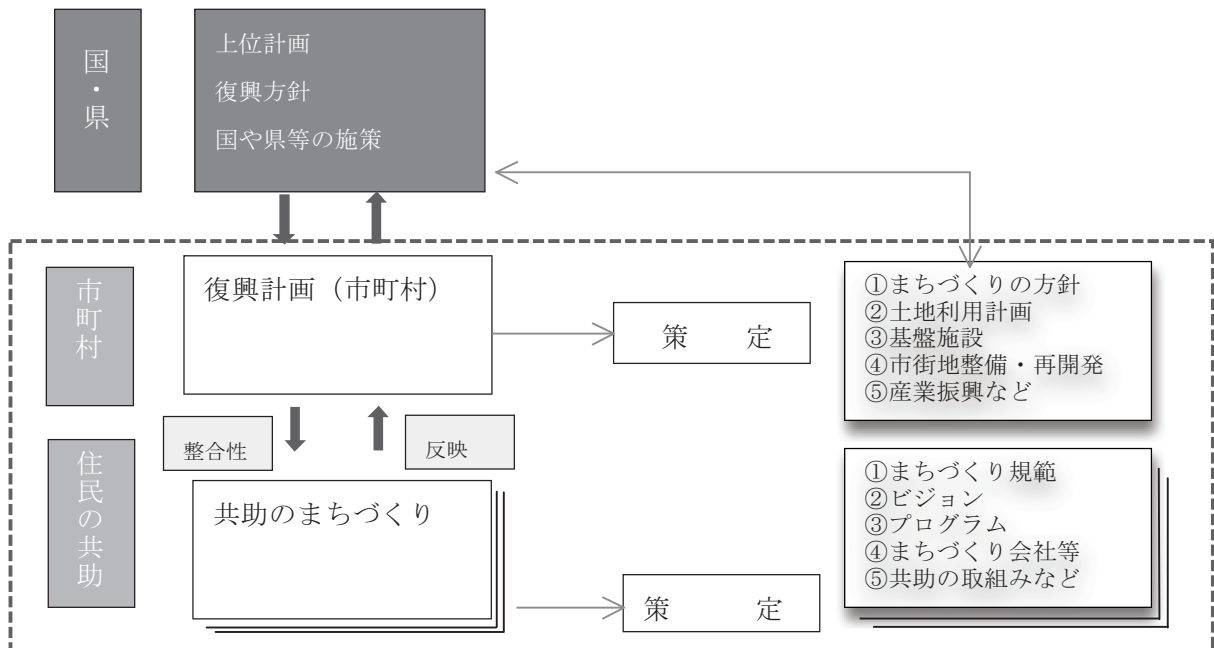 国・県
上位計画
復興方針
国や県等の施策
市町村
復興計画（市町村）
策　　定
①まちづくりの方針
②土地利用計画
③基盤施設
④市街地整備・再開発
⑤産業振興など
整合性
反映
住民の共助
共助のまちづくり
策　　　定
①まちづくり規範
②ビジョン
③プログラム
④まちづくり会社等
⑤共助の取組みなど